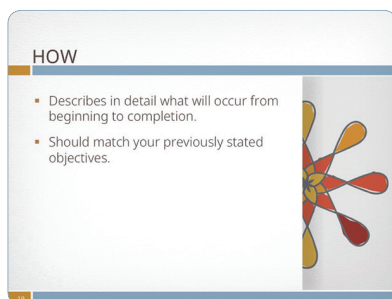 HOW
▪ Describes in detail what will occur from
beginning to completion.
▪ Should match your previously stated
objectives.